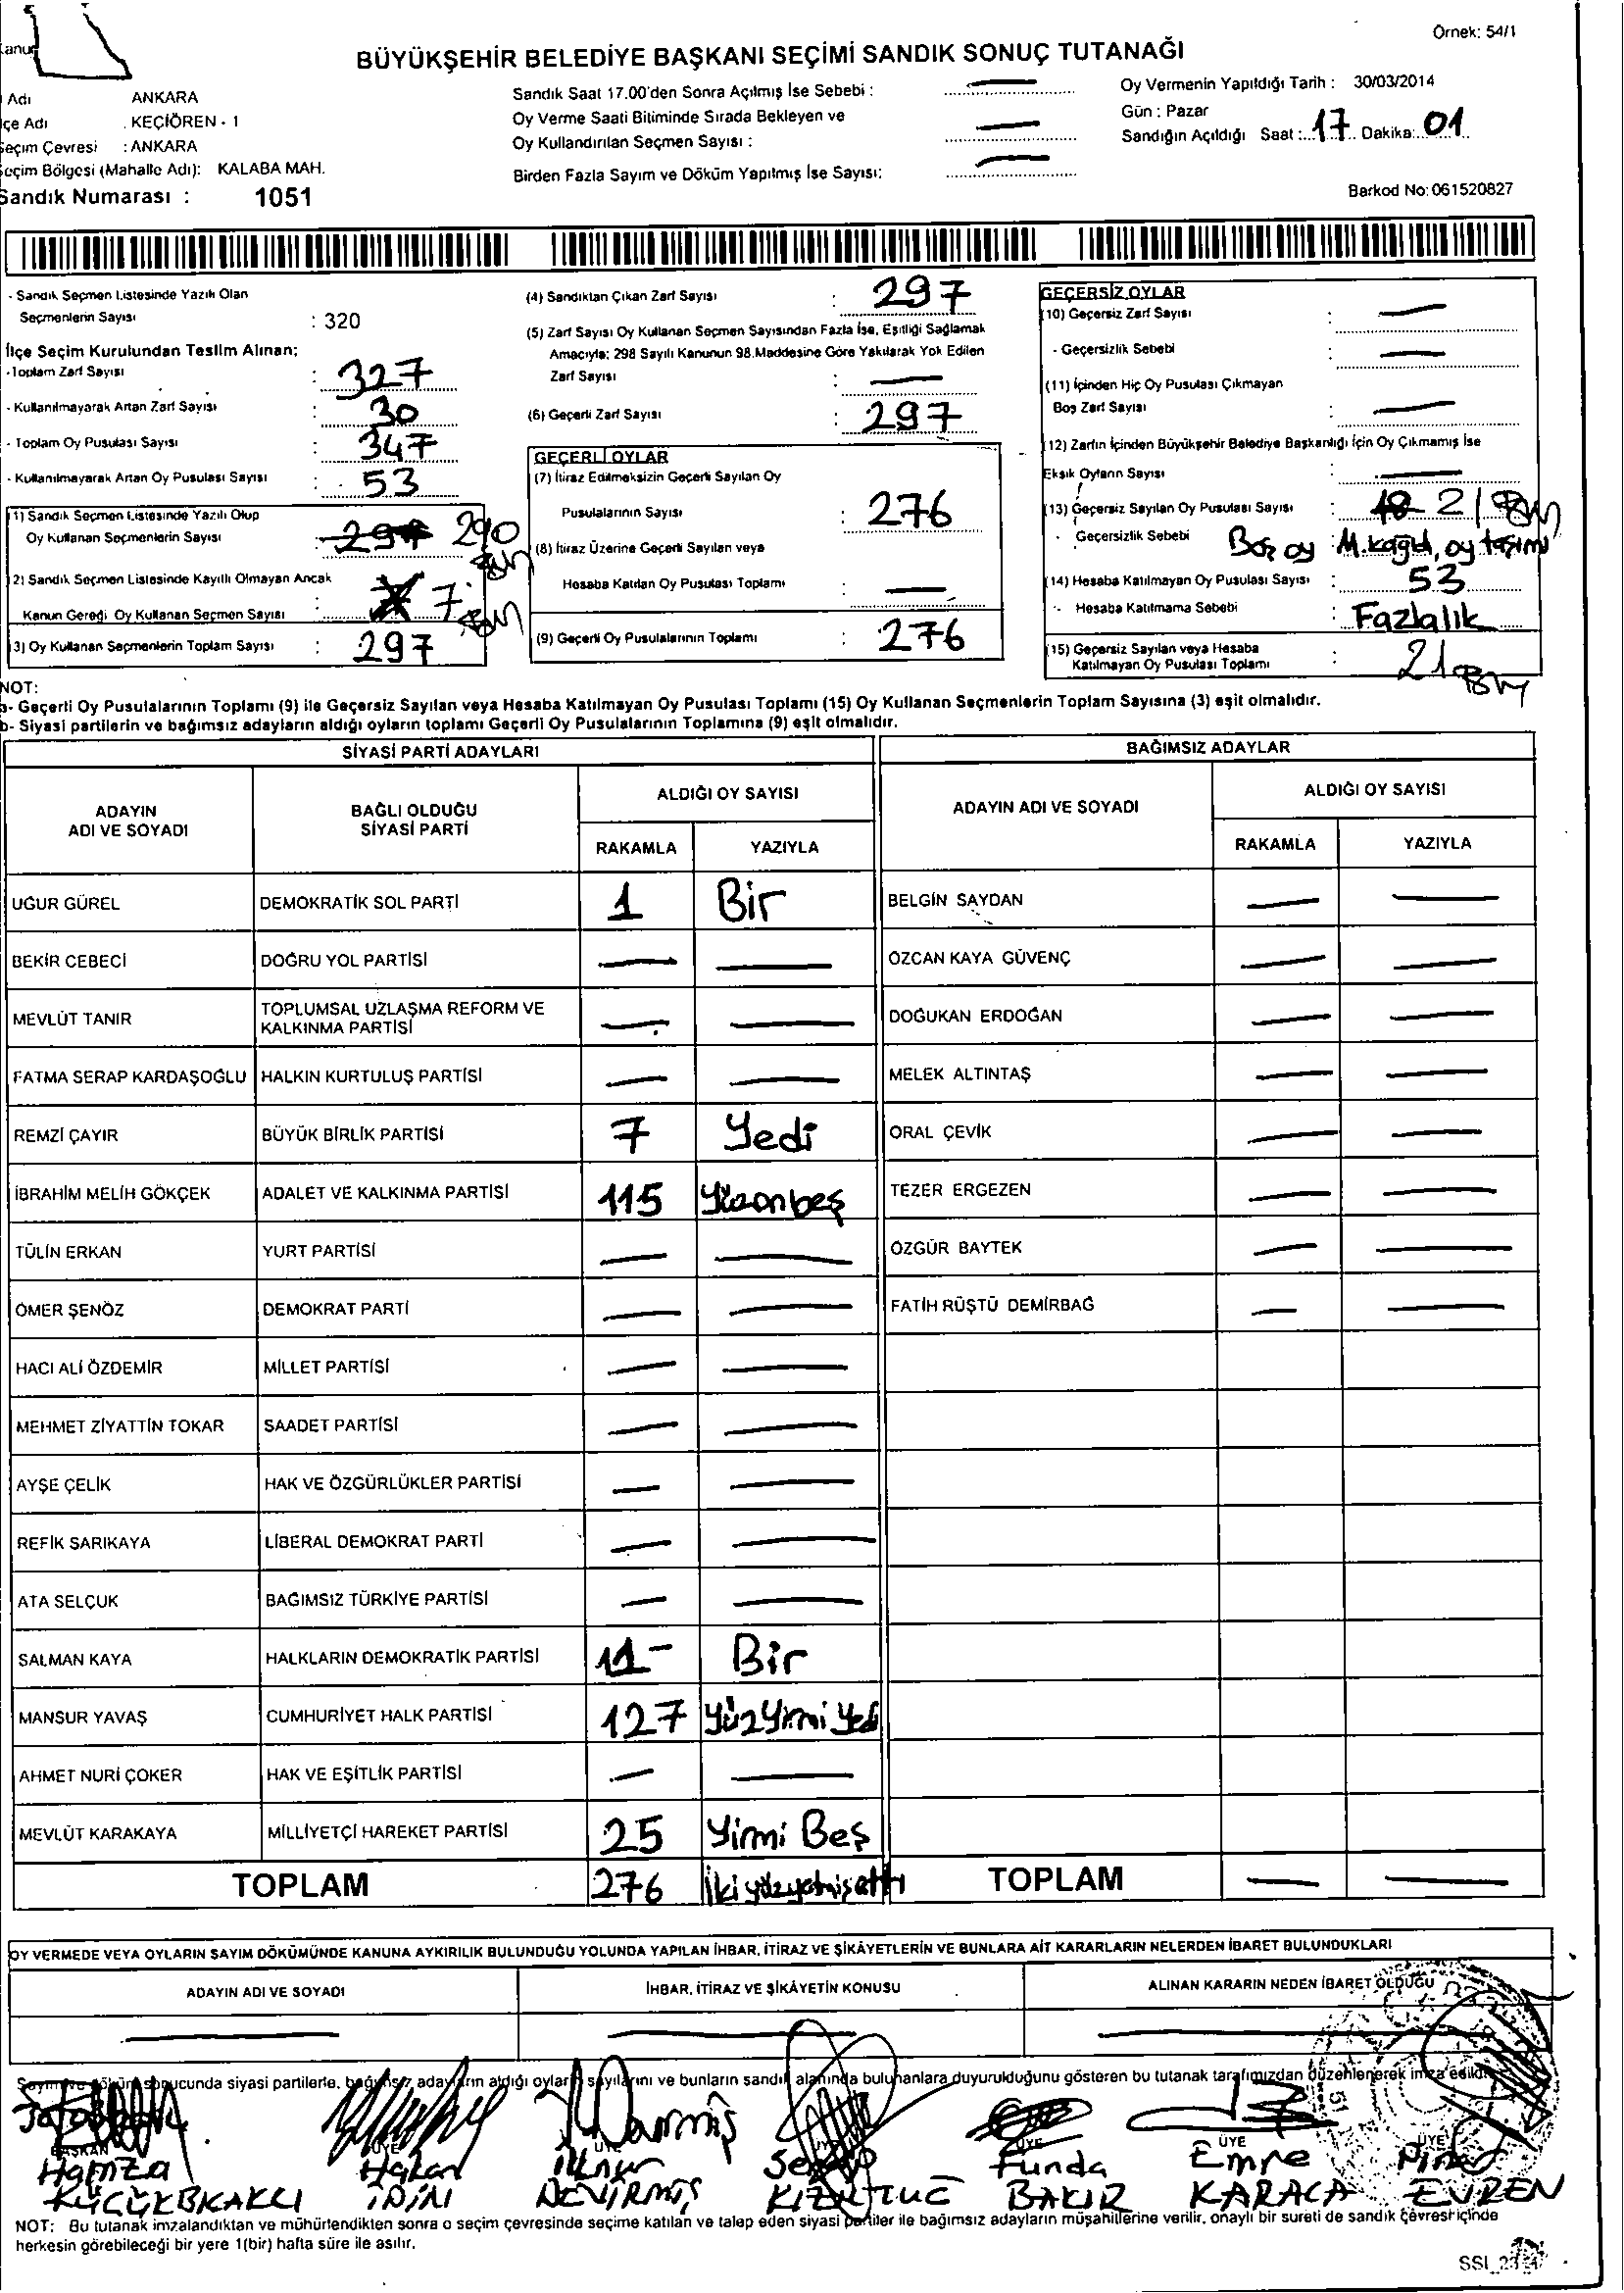 Örnek: 54/1
BÜYÜKŞEHİR BELEDİYE BAŞKANI SEÇİMİ SANDIK SONUÇ TUTANAĞI
Adı ANKARA
çe Adı . KEÇİÖREN - 1
eçim Çevresi : ANKARA
eçim Bölgesi (Mahalle Adı): KALABA MAH.
Sandık Numarası : 1051
Sandık Saat 17.00'den Sonra Açılmış İse Sebebi :
Oy Verme Saati Bitiminde Sırada Bekleyen ve
Oy Kullandırılan Seçmen Sayısı :
Birden Fazla Sayım ve Döküm Yapılmış İse Sayısı:
Oy Vermenin Yapıldığı Tarih : 30/03/2014
Gün : Pazar
Sandığın Açıldığı Saat : 17 Dakika: 01
Barkod No: 061520827
- Sandık Seçmen Listesinde Yazılı Olan
Seçmenlerin Sayısı : 320
İlçe Seçim Kurulundan Teslim Alınan;
- Toplam Zarf Sayısı : 327
- Kullanılmayarak Artan Zarf Sayısı : 30
- Toplam Oy Pusulası Sayısı : 347
- Kullanılmayarak Artan Oy Pusulası Sayısı : 53
1) Sandık Seçmen Listesinde Yazılı Olup
Oy Kullanan Seçmenlerin Sayısı : 290
2) Sandık Seçmen Listesinde Kayıtlı Olmayan Ancak
Kanun Gereği Oy Kullanan Seçmen Sayısı : 7
3) Oy Kullanan Seçmenlerin Toplam Sayısı : 297
(4) Sandıktan Çıkan Zarf Sayısı : 297
(5) Zarf Sayısı Oy Kullanan Seçmen Sayısından Fazla İse, Eşitliği Sağlamak
Amacıyla; 298 Sayılı Kanunun 98.Maddesine Göre Yakılarak Yok Edilen
Zarf Sayısı : —
(6) Geçerli Zarf Sayısı : 297
GEÇERLİ OYLAR
(7) İtiraz Edilmeksizin Geçerli Sayılan Oy
Pusulalarının Sayısı : 276
(8) İtiraz Üzerine Geçerli Sayılan veya
Hesaba Katılan Oy Pusulası Toplamı : —
(9) Geçerli Oy Pusulalarının Toplamı : 276
GEÇERSİZ OYLAR
(10) Geçersiz Zarf Sayısı : —
- Geçersizlik Sebebi : —
(11) İçinden Hiç Oy Pusulası Çıkmayan
Boş Zarf Sayısı : —
(12) Zarfın İçinden Büyükşehir Belediye Başkanlığı İçin Oy Çıkmamış İse
Eksik Oyların Sayısı : —
(13) Geçersiz Sayılan Oy Pusulası Sayısı : 18 21
- Geçersizlik Sebebi Boş oy M.kağıd, oy taşımı
(14) Hesaba Katılmayan Oy Pusulası Sayısı : 53
- Hesaba Katılmama Sebebi : Fazlalık
(15) Geçersiz Sayılan veya Hesaba
Katılmayan Oy Pusulası Toplamı : 21
NOT:
a- Geçerli Oy Pusulalarının Toplamı (9) ile Geçersiz Sayılan veya Hesaba Katılmayan Oy Pusulası Toplamı (15) Oy Kullanan Seçmenlerin Toplam Sayısına (3) eşit olmalıdır.
b- Siyasi partilerin ve bağımsız adayların aldığı oyların toplamı Geçerli Oy Pusulalarının Toplamına (9) eşit olmalıdır.
SİYASİ PARTİ ADAYLARI BAĞIMSIZ ADAYLAR
ADAYIN ADI VE SOYADI BAĞLI OLDUĞU SİYASİ PARTİ ALDIĞI OY SAYISI RAKAMLA YAZIYLA ADAYIN ADI VE SOYADI ALDIĞI OY SAYISI RAKAMLA YAZIYLA
UĞUR GÜREL DEMOKRATİK SOL PARTİ 1 Bir BELGİN SAYDAN — —
BEKİR CEBECİ DOĞRU YOL PARTİSİ — — ÖZCAN KAYA GÜVENÇ — —
MEVLÜT TANIR TOPLUMSAL UZLAŞMA REFORM VE KALKINMA PARTİSİ — — DOĞUKAN ERDOĞAN — —
FATMA SERAP KARDAŞOĞLU HALKIN KURTULUŞ PARTİSİ — — MELEK ALTINTAŞ — —
REMZİ ÇAYIR BÜYÜK BİRLİK PARTİSİ 7 Yedi ORAL ÇEVİK — —
İBRAHİM MELİH GÖKÇEK ADALET VE KALKINMA PARTİSİ 115 Yüzonbeş TEZER ERGEZEN — —
TÜLİN ERKAN YURT PARTİSİ — — ÖZGÜR BAYTEK — —
ÖMER ŞENÖZ DEMOKRAT PARTİ — — FATİH RÜŞTÜ DEMİRBAĞ — —
HACI ALİ ÖZDEMİR MİLLET PARTİSİ — —
MEHMET ZİYATTİN TOKAR SAADET PARTİSİ — —
AYŞE ÇELİK HAK VE ÖZGÜRLÜKLER PARTİSİ — —
REFİK SARIKAYA LİBERAL DEMOKRAT PARTİ — —
ATA SELÇUK BAĞIMSIZ TÜRKİYE PARTİSİ — —
SALMAN KAYA HALKLARIN DEMOKRATİK PARTİSİ 11- Bir
MANSUR YAVAŞ CUMHURİYET HALK PARTİSİ 127 Yüzyirmi Yedi
AHMET NURİ ÇOKER HAK VE EŞİTLİK PARTİSİ — —
MEVLÜT KARAKAYA MİLLİYETÇİ HAREKET PARTİSİ 25 Yirmi Beş
TOPLAM 276 İkiyüzyetmişaltı TOPLAM — —
OY VERMEDE VEYA OYLARIN SAYIM DÖKÜMÜNDE KANUNA AYKIRILIK BULUNDUĞU YOLUNDA YAPILAN İHBAR, İTİRAZ VE ŞİKÂYETLERİN VE BUNLARA AİT KARARLARIN NELERDEN İBARET BULUNDUKLARI
ADAYIN ADI VE SOYADI İHBAR, İTİRAZ VE ŞİKÂYETİN KONUSU ALINAN KARARIN NEDEN İBARET OLDUĞU
Sayım ve döküm sonucunda siyasi partilerle, bağımsız adayların aldığı oyların sayılarını ve bunların sandık alanında bulunanlara duyurulduğunu gösteren bu tutanak tarafımızdan düzenlenerek imza edildi.
BAŞKAN ÜYE ÜYE ÜYE ÜYE ÜYE ÜYE
Hamza Hakan İlknur Funda Emre
DEVİRMİŞ BAKIR KARACA EVREN
NOT: Bu tutanak imzalandıktan ve mühürlendikten sonra o seçim çevresinde seçime katılan ve talep eden siyasi partiler ile bağımsız adayların müşahitlerine verilir, onaylı bir sureti de sandık çevresi içinde
herkesin görebileceği bir yere 1(bir) hafta süre ile asılır.